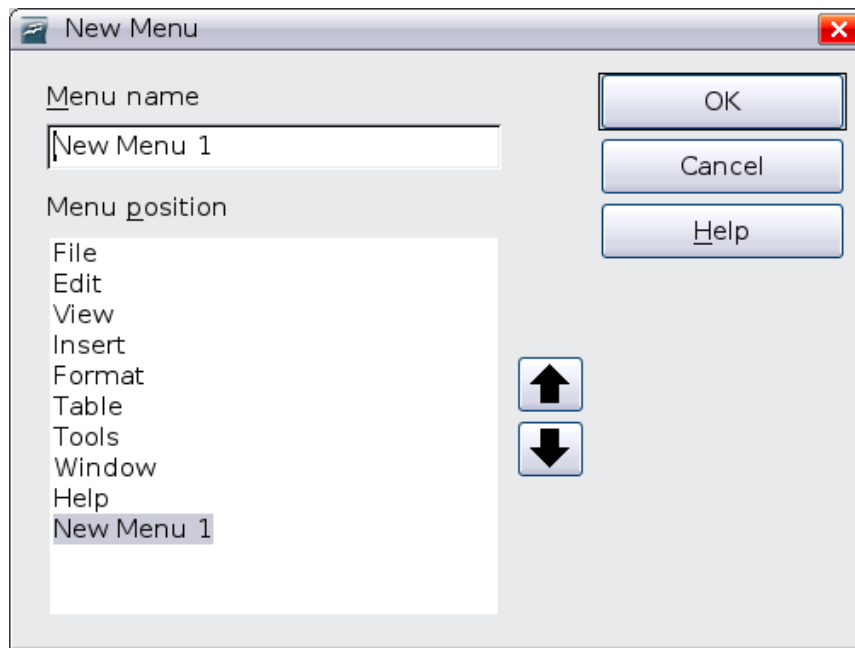 New Menu
Menu name
New Menu 1
Menu position
File
Edit
View
Insert
Format
Table
Tools
Window
Help
New Menu 1
OK
Cancel
Help